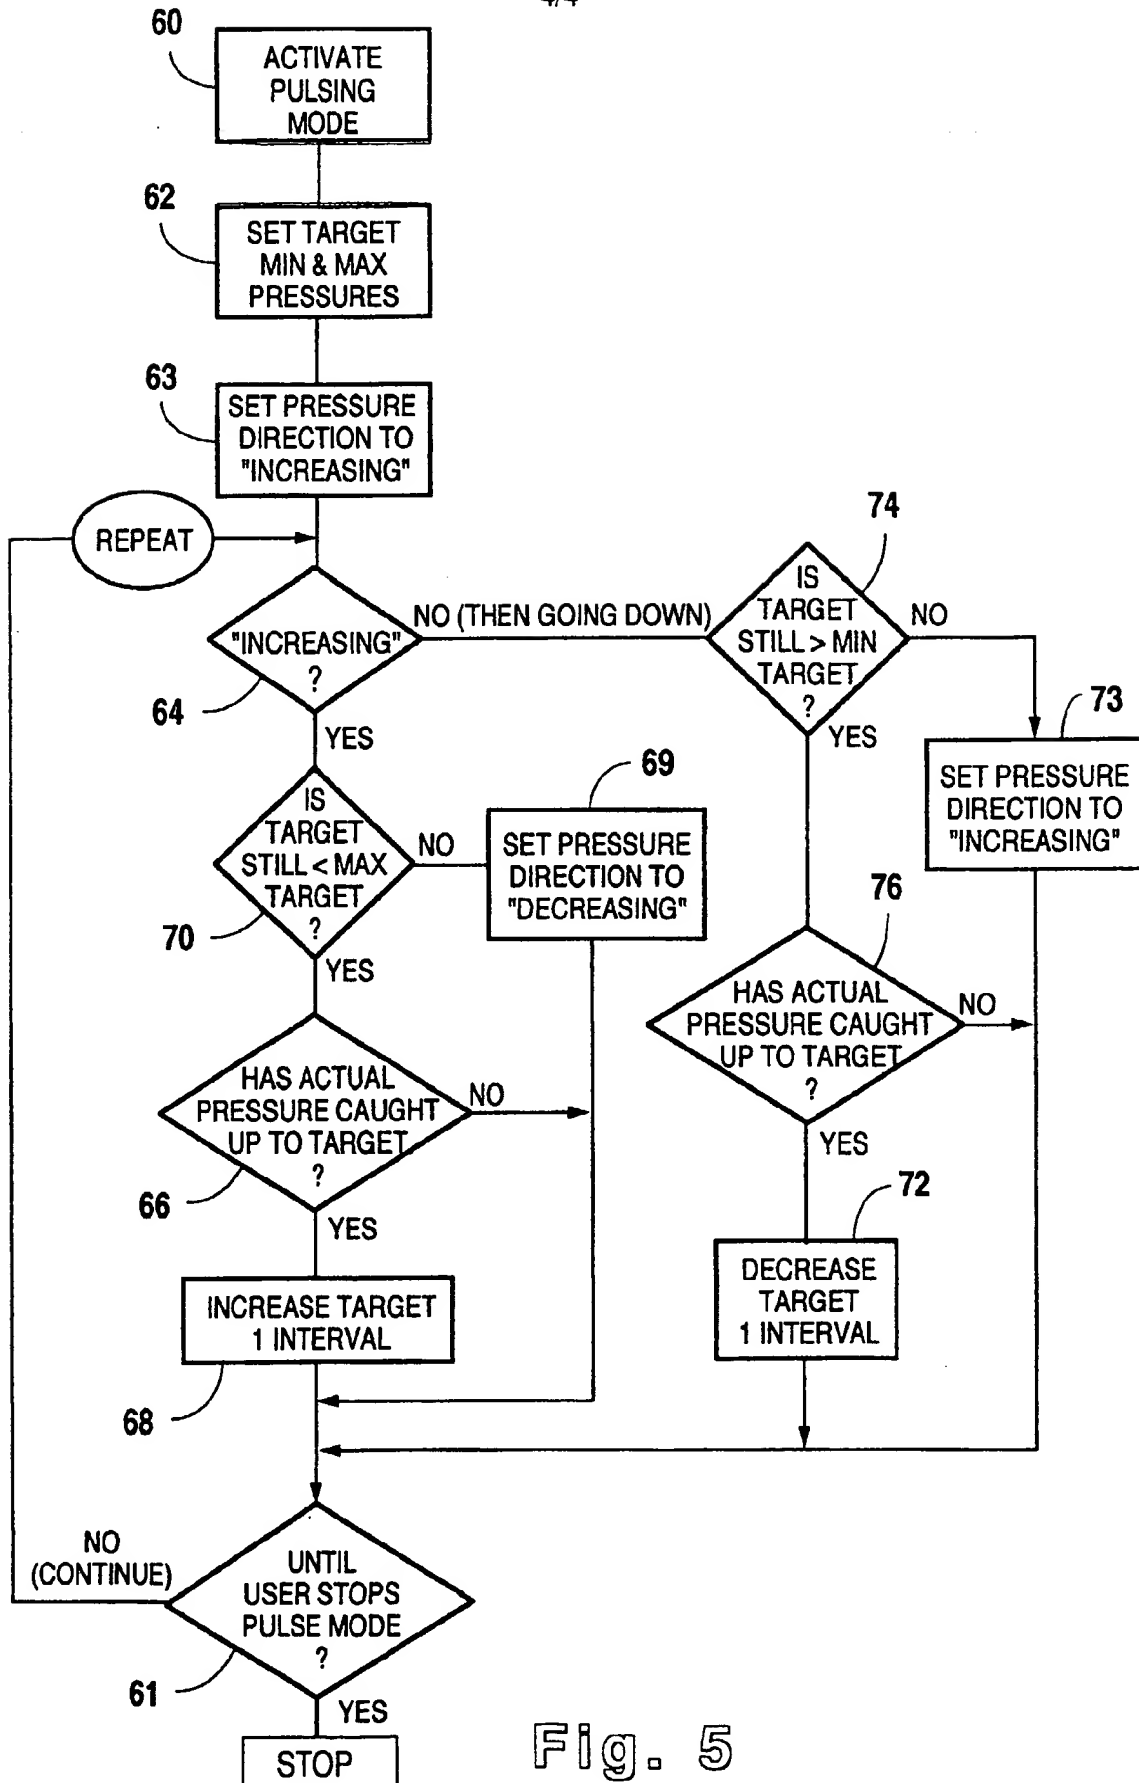 4/4
60
ACTIVATE
PULSING
MODE
62
SET TARGET
MIN & MAX
PRESSURES
63
SET PRESSURE
DIRECTION TO
"INCREASING"
REPEAT
"INCREASING"
?
64
NO (THEN GOING DOWN)
YES
74
IS
TARGET
STILL > MIN
TARGET
?
NO
YES
73
SET PRESSURE
DIRECTION TO
"INCREASING"
IS
TARGET
STILL < MAX
TARGET
?
70
NO
YES
69
SET PRESSURE
DIRECTION TO
"DECREASING"
76
HAS ACTUAL
PRESSURE CAUGHT
UP TO TARGET
?
NO
YES
HAS ACTUAL
PRESSURE CAUGHT
UP TO TARGET
?
66
NO
YES
72
DECREASE
TARGET
1 INTERVAL
INCREASE TARGET
1 INTERVAL
68
NO
(CONTINUE)
UNTIL
USER STOPS
PULSE MODE
?
61
YES
STOP
Fig. 5